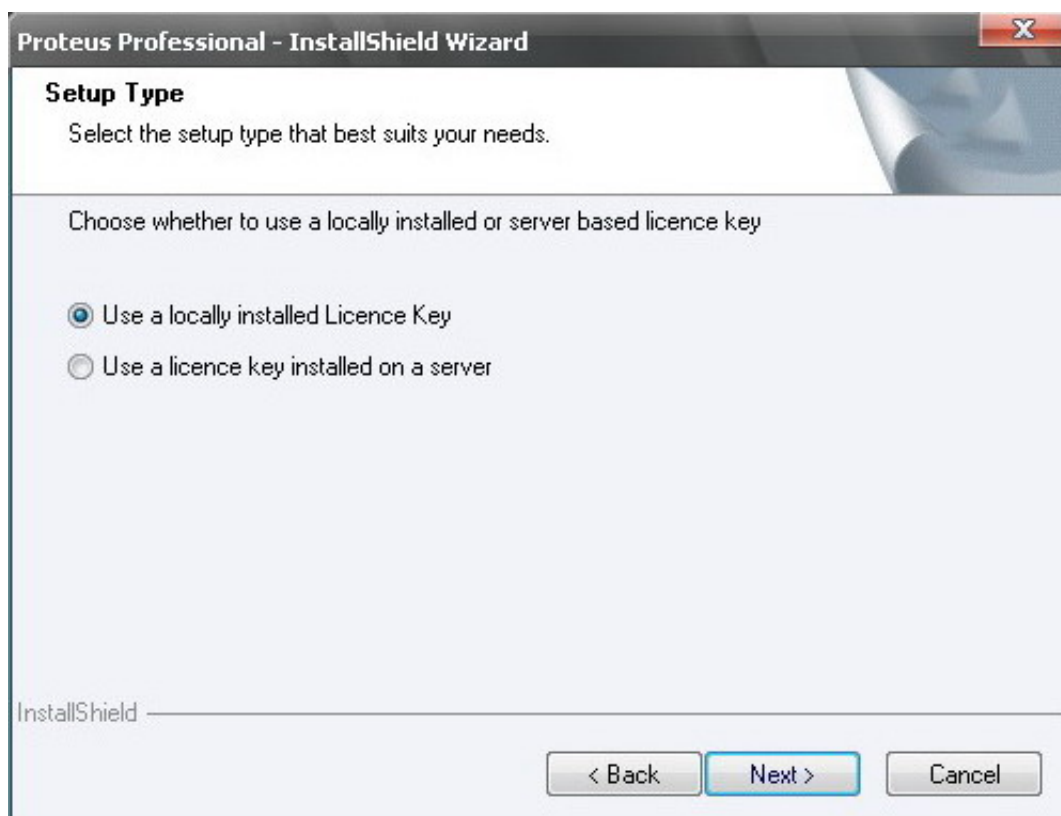 Proteus Professional - InstallShield Wizard
X
Setup Type
Select the setup type that best suits your needs.
Choose whether to use a locally installed or server based licence key
Use a locally installed Licence Key
Use a licence key installed on a server
InstallShield
< Back Next > Cancel